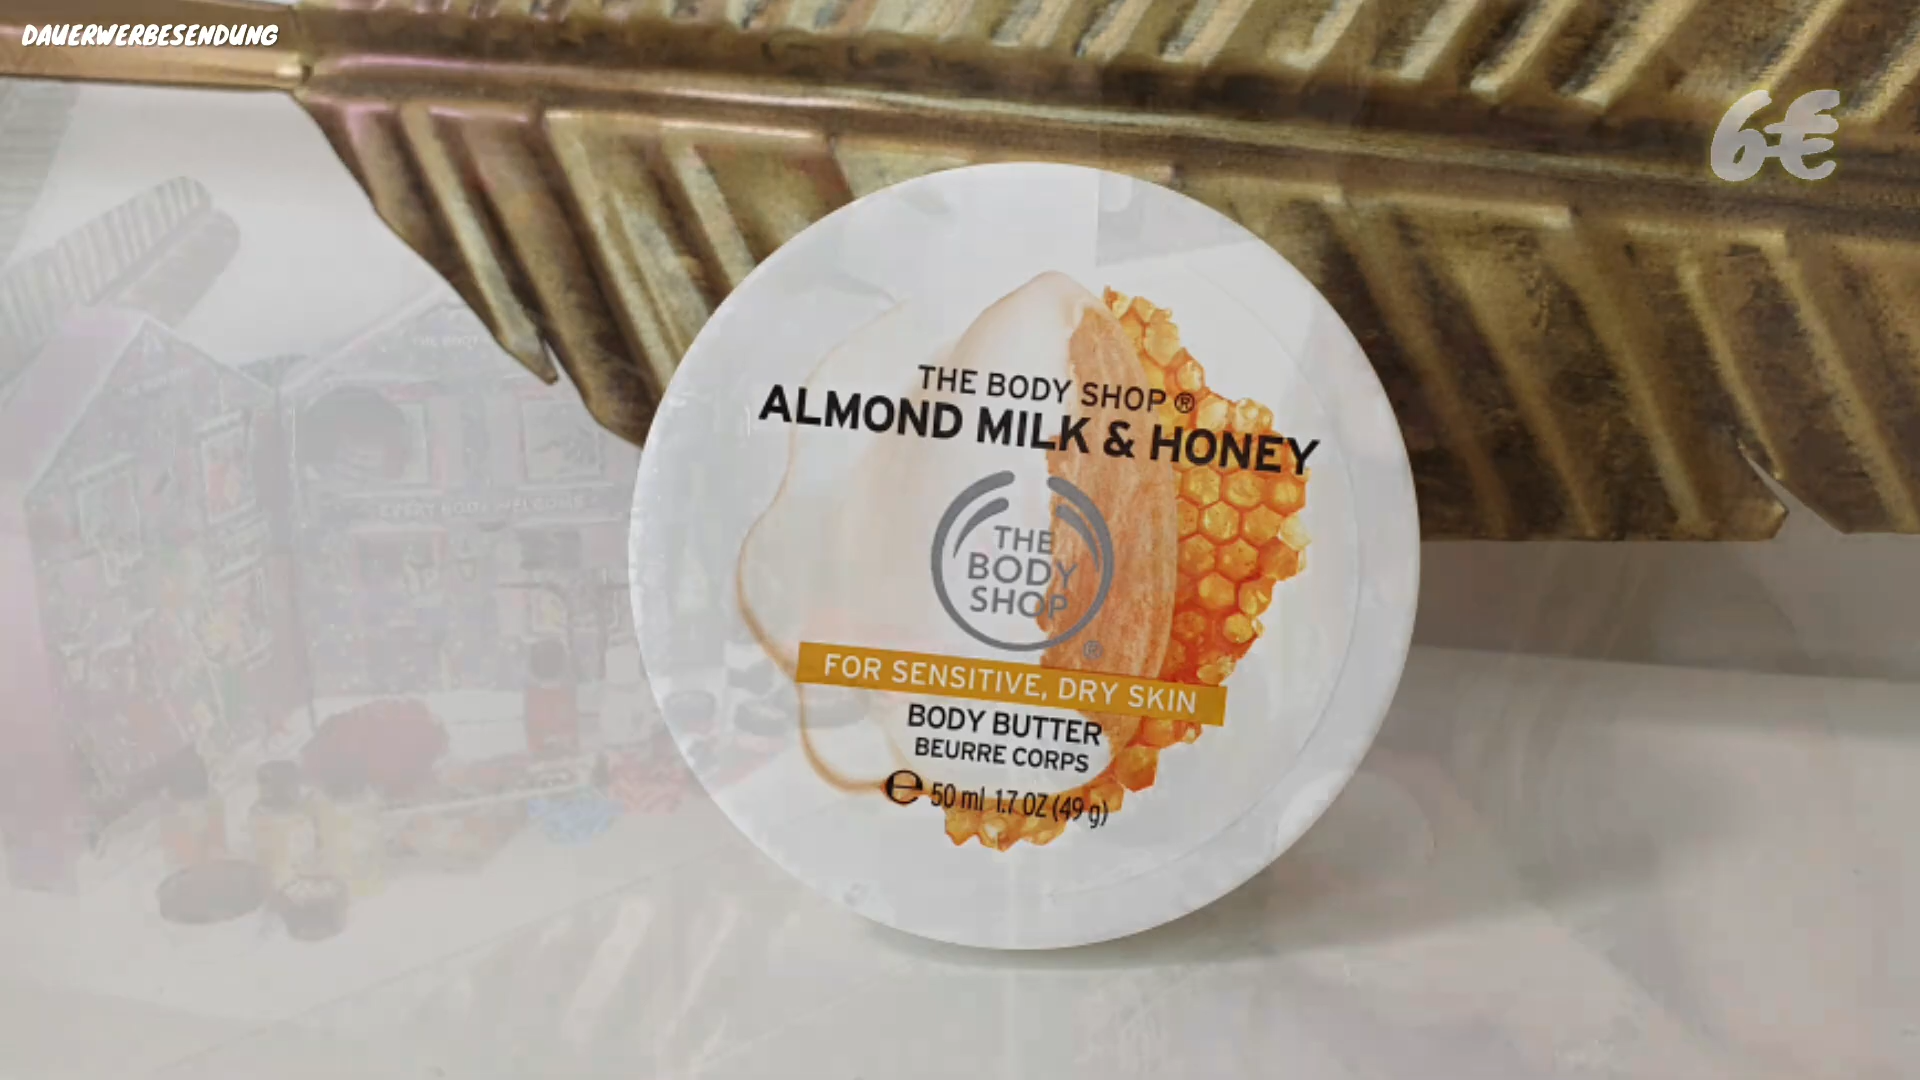 DAUERWERBESENDUNG
6€
THE BODY SHOP ®
ALMOND MILK & HONEY
THE
BODY
SHOP
®
FOR SENSITIVE, DRY SKIN
BODY BUTTER
BEURRE CORPS
℮ 50 ml 1.7 OZ (49 g)